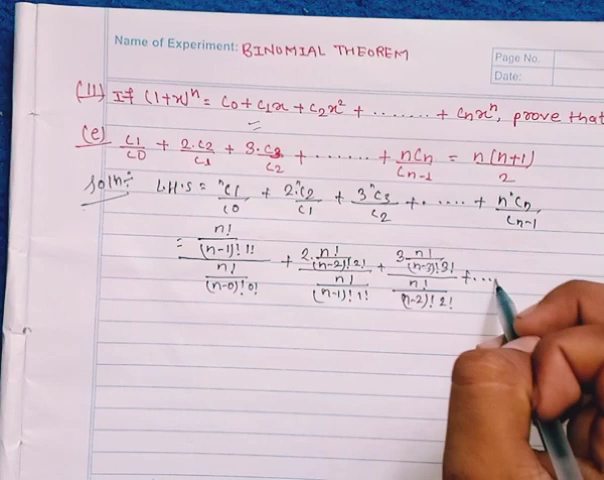 Name of Experiment: BINOMIAL THEOREM
Page No.
Date:
(11) If (1+x)^n = C0 + C1x + C2x² + ........ + Cnx^n, prove that
(e) C1/C0 + 2.C2/C1 + 3.C3/C2 + ....... + nCn/Cn-1 = n(n+1)/2
Soln:- L.H.S = ⁿC1/C0 + 2.ⁿC2/C1 + 3ⁿC3/C2 + ..... + nⁿCn/Cn-1
= (n!/(n-1)! 1!)/(n!/(n-0)! 0!) + (2. n!/(n-2)! 2!)/(n!/(n-1)! 1!) + (3. n!/(n-3)! 3!)/(n!/(n-2)! 2!) + ...